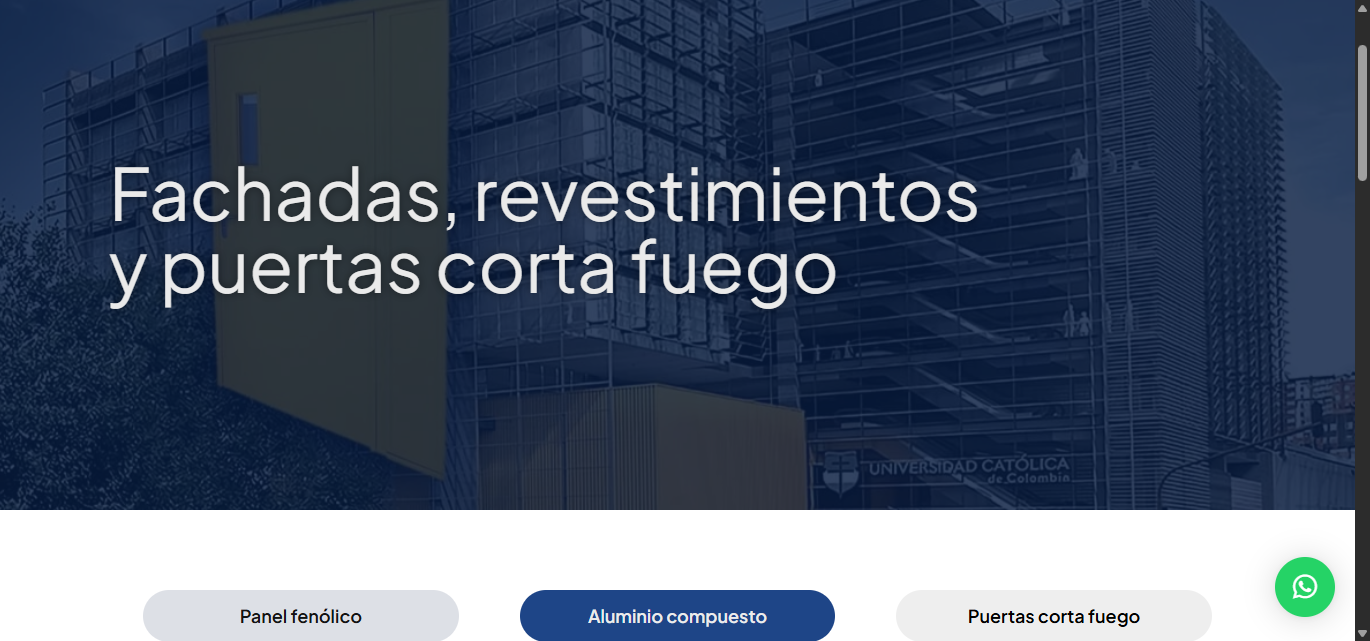 Fachadas, revestimientos
y puertas corta fuego
UNIVERSIDAD CATÓLICA
de Colombia
Panel fenólico
Aluminio compuesto
Puertas corta fuego